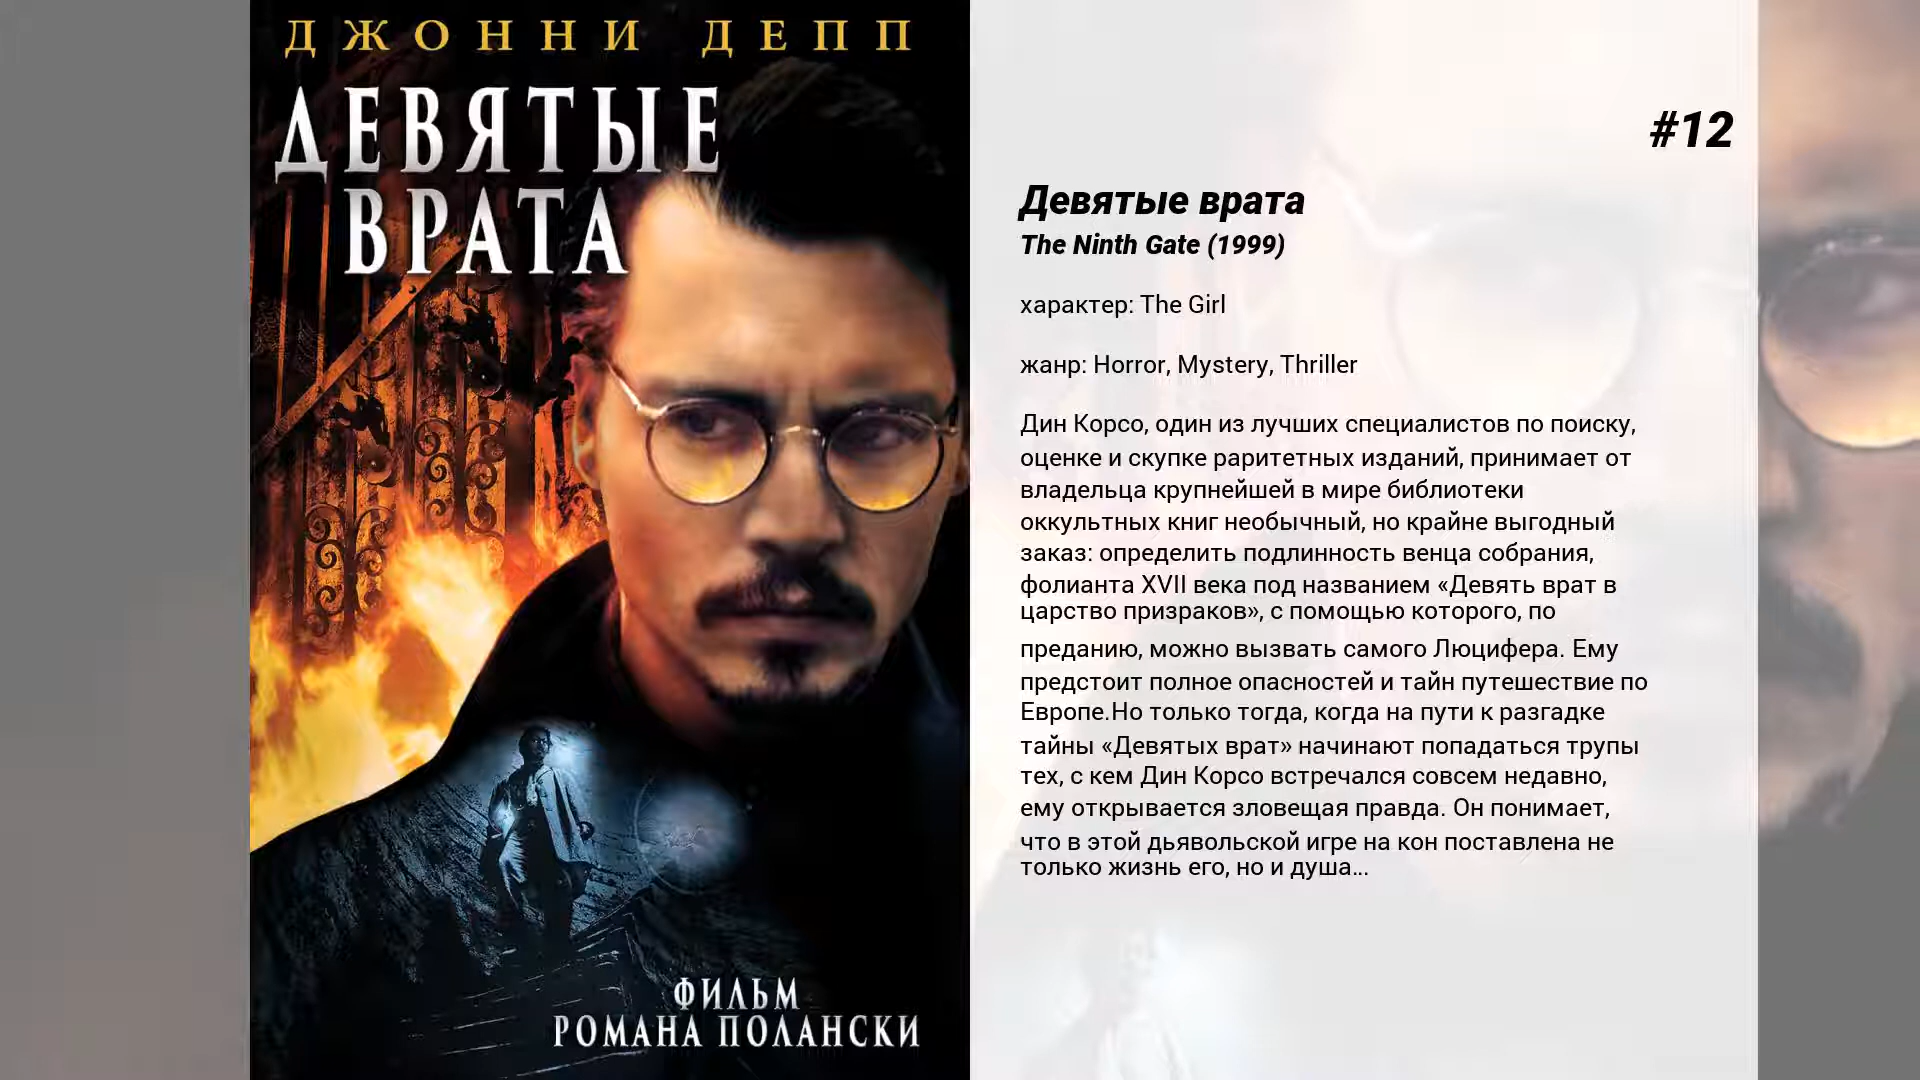 ДЖОННИ ДЕПП
ДЕВЯТЫЕ
ВРАТА
ФИЛЬМ
РОМАНА ПОЛАНСКИ
#12
Девятые врата
The Ninth Gate (1999)
характер: The Girl
жанр: Horror, Mystery, Thriller
Дин Корсо, один из лучших специалистов по поиску,
оценке и скупке раритетных изданий, принимает от
владельца крупнейшей в мире библиотеки
оккультных книг необычный, но крайне выгодный
заказ: определить подлинность венца собрания,
фолианта XVII века под названием «Девять врат в
царство призраков», с помощью которого, по
преданию, можно вызвать самого Люцифера. Ему
предстоит полное опасностей и тайн путешествие по
Европе.Но только тогда, когда на пути к разгадке
тайны «Девятых врат» начинают попадаться трупы
тех, с кем Дин Корсо встречался совсем недавно,
ему открывается зловещая правда. Он понимает,
что в этой дьявольской игре на кон поставлена не
только жизнь его, но и душа...